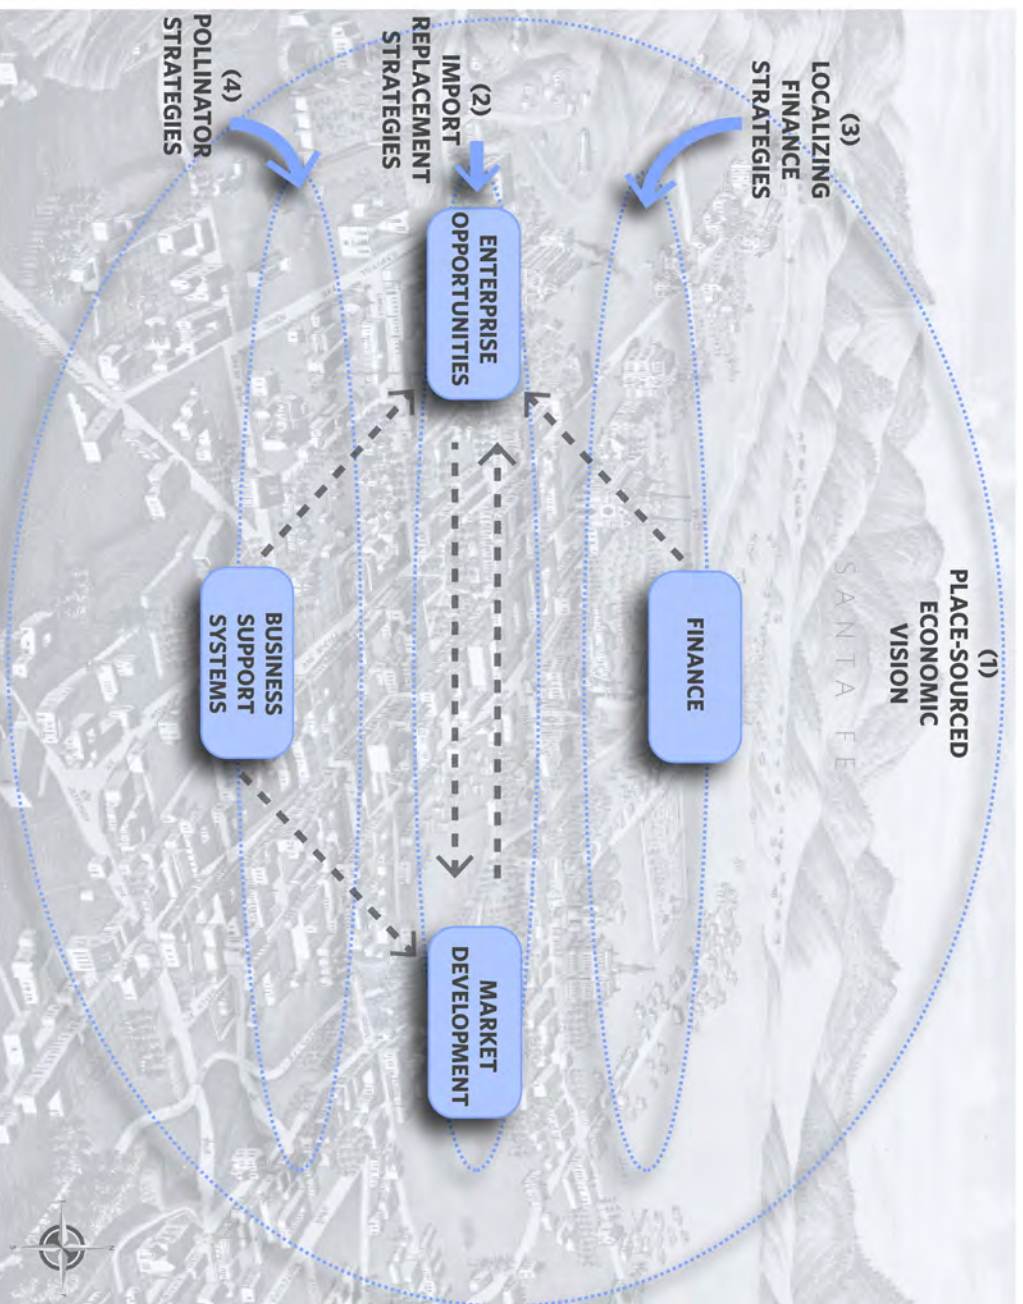 (1)
PLACE-SOURCED
ECONOMIC
VISION
(3)
LOCALIZING
FINANCE
STRATEGIES
SANTA FE
FINANCE
(2)
IMPORT
REPLACEMENT
STRATEGIES
ENTERPRISE
OPPORTUNITIES
MARKET
DEVELOPMENT
(4)
POLLINATOR
STRATEGIES
BUSINESS
SUPPORT
SYSTEMS